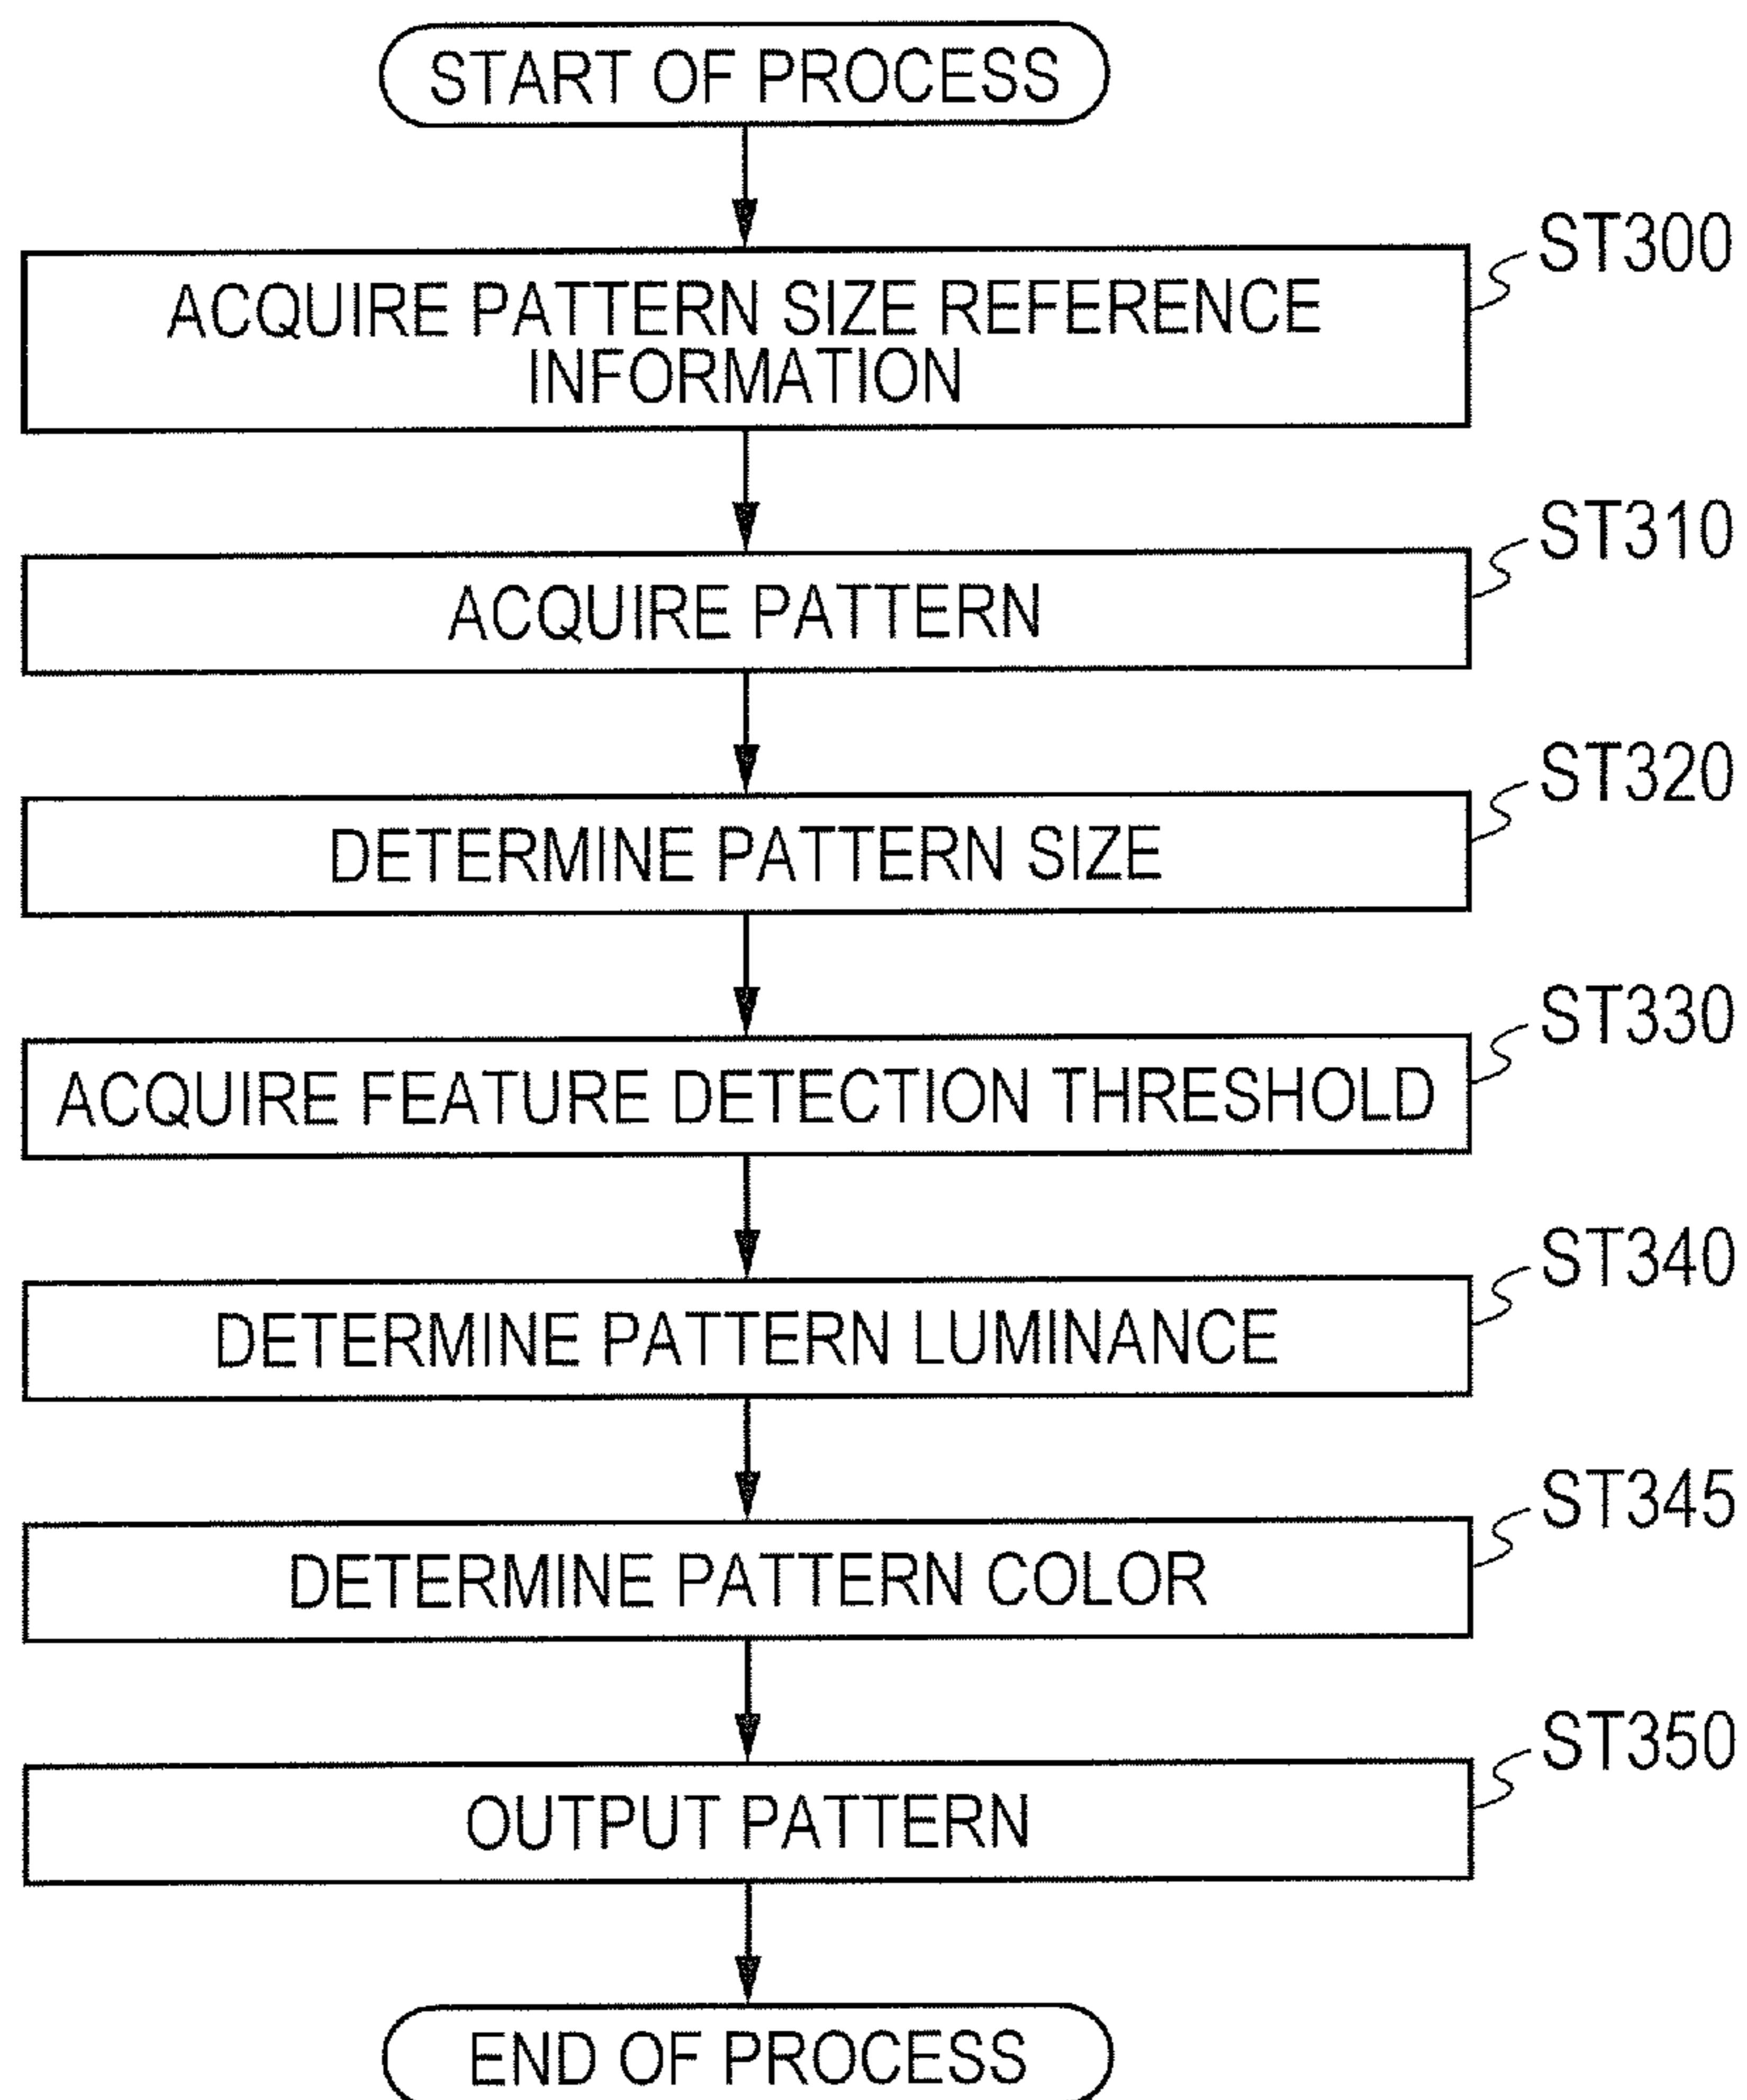 START OF PROCESS
ST300
ACQUIRE PATTERN SIZE REFERENCE
INFORMATION
ST310
ACQUIRE PATTERN
ST320
DETERMINE PATTERN SIZE
ST330
ACQUIRE FEATURE DETECTION THRESHOLD
ST340
DETERMINE PATTERN LUMINANCE
ST345
DETERMINE PATTERN COLOR
ST350
OUTPUT PATTERN
END OF PROCESS